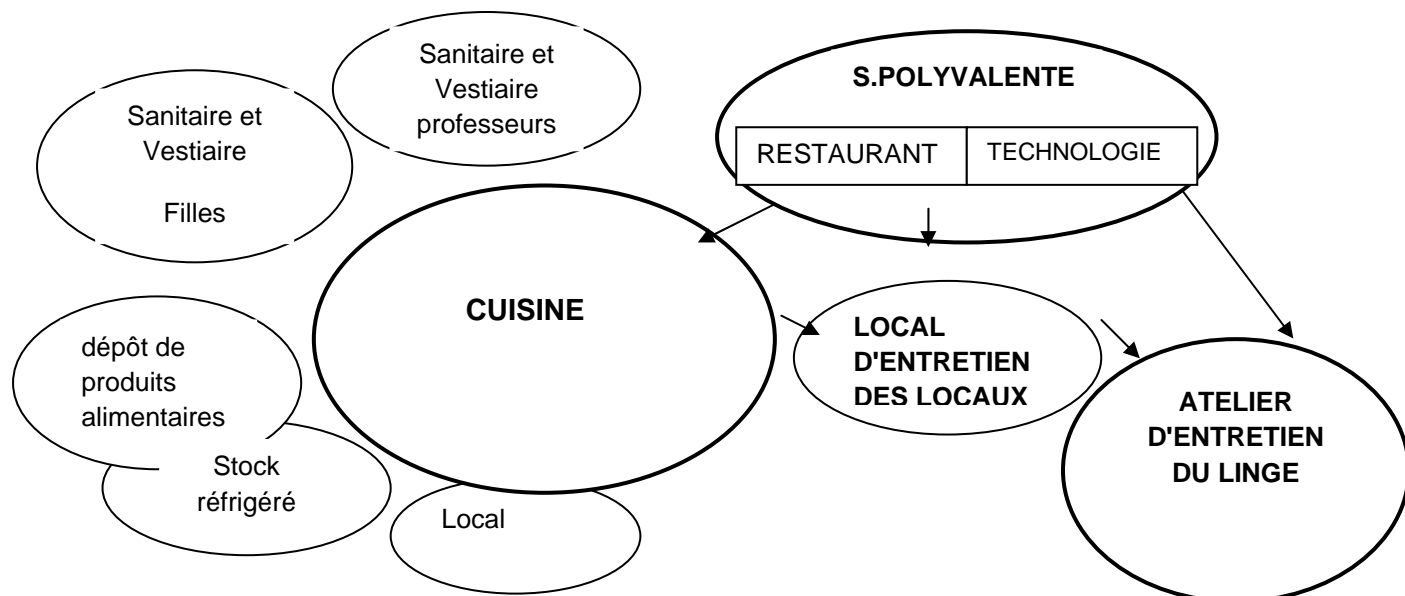 Sanitaire et
Vestiaire
professeurs
Sanitaire et
Vestiaire
Filles
S.POLYVALENTE
RESTAURANT
TECHNOLOGIE
CUISINE
dépôt de
produits
alimentaires
Stock
réfrigéré
Local
LOCAL
D'ENTRETIEN
DES LOCAUX
ATELIER
D'ENTRETIEN
DU LINGE